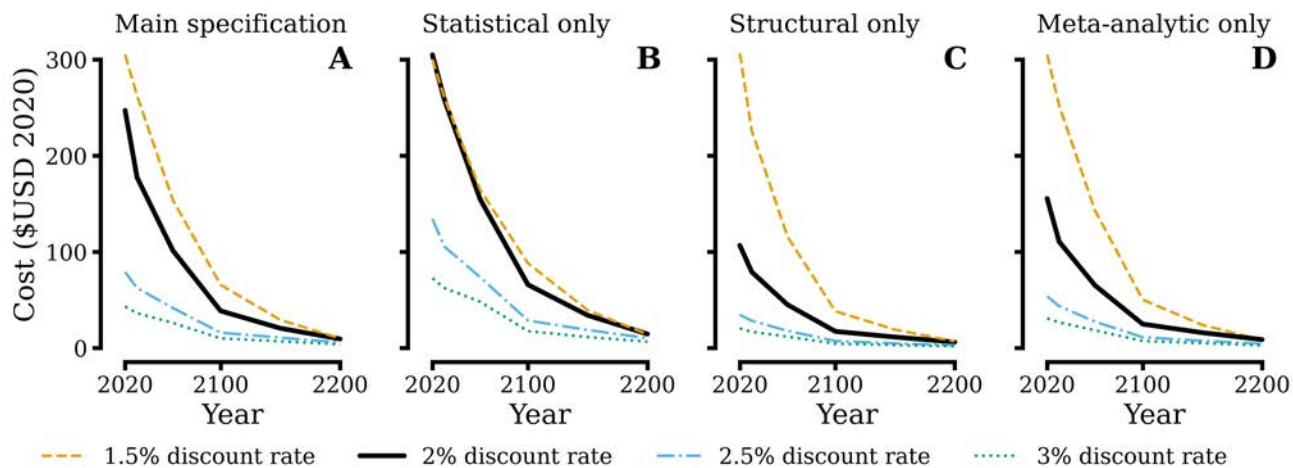 Main specification Statistical only Structural only Meta-analytic only
A B C D
Cost ($USD 2020)
300
200
100
0
2020 2100 2200 2020 2100 2200 2020 2100 2200 2020 2100 2200
Year Year Year Year
1.5% discount rate 2% discount rate 2.5% discount rate 3% discount rate